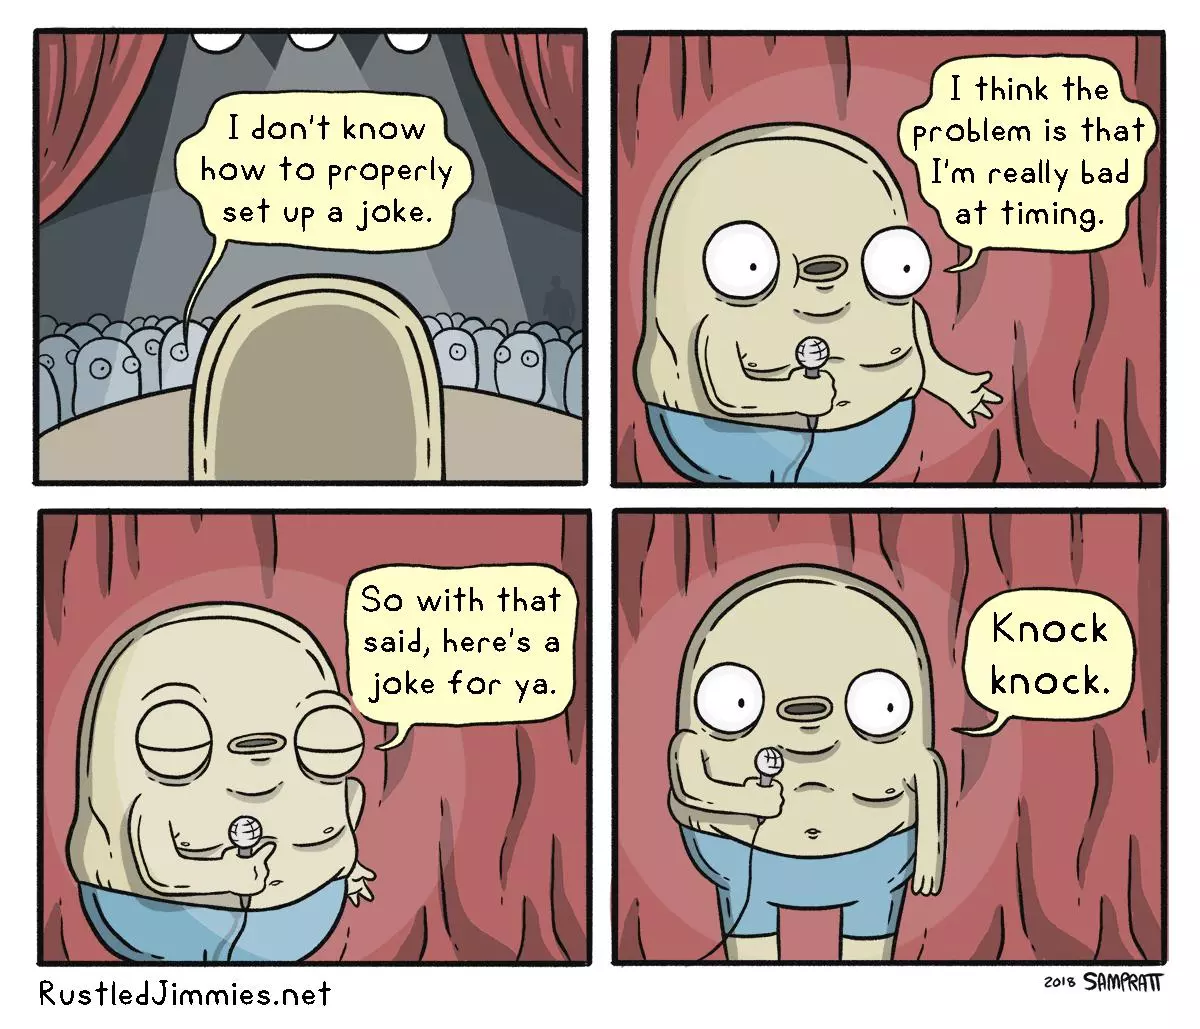 I don't know
how to properly
set up a joke.
I think the
problem is that
I'm really bad
at timing.
So with that
said, here's a
joke for ya.
Knock
knock.
RustledJimmies.net
2018 SAMPRATT